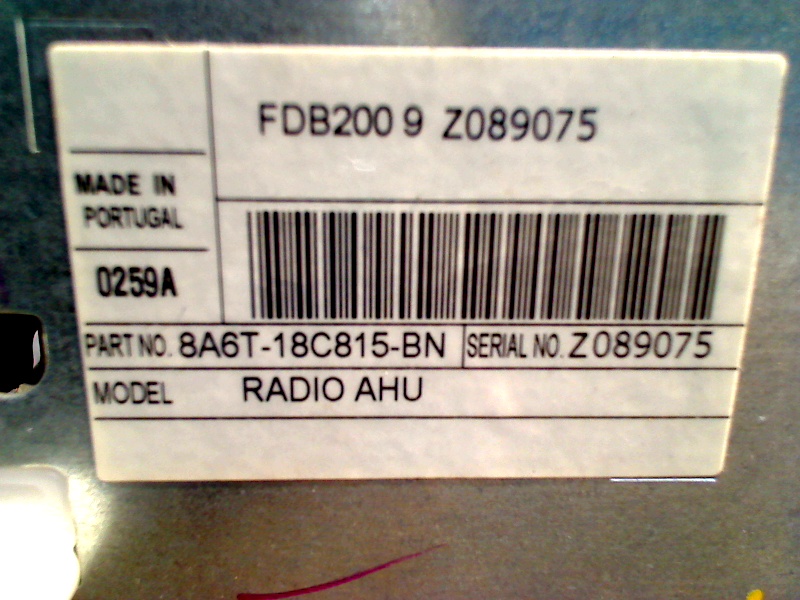 FDB200 9 Z089075
MADE IN
PORTUGAL
0259A
PART NO. 8A6T-18C815-BN SERIAL NO. Z089075
MODEL RADIO AHU